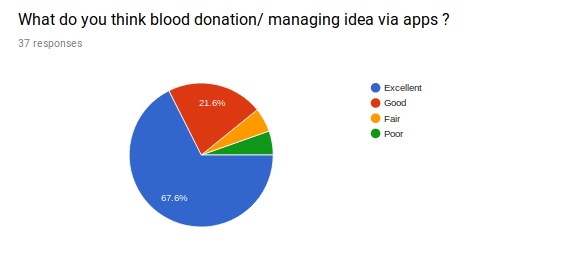 What do you think blood donation/ managing idea via apps ?
37 responses
21.6%
67.6%
Excellent
Good
Fair
Poor